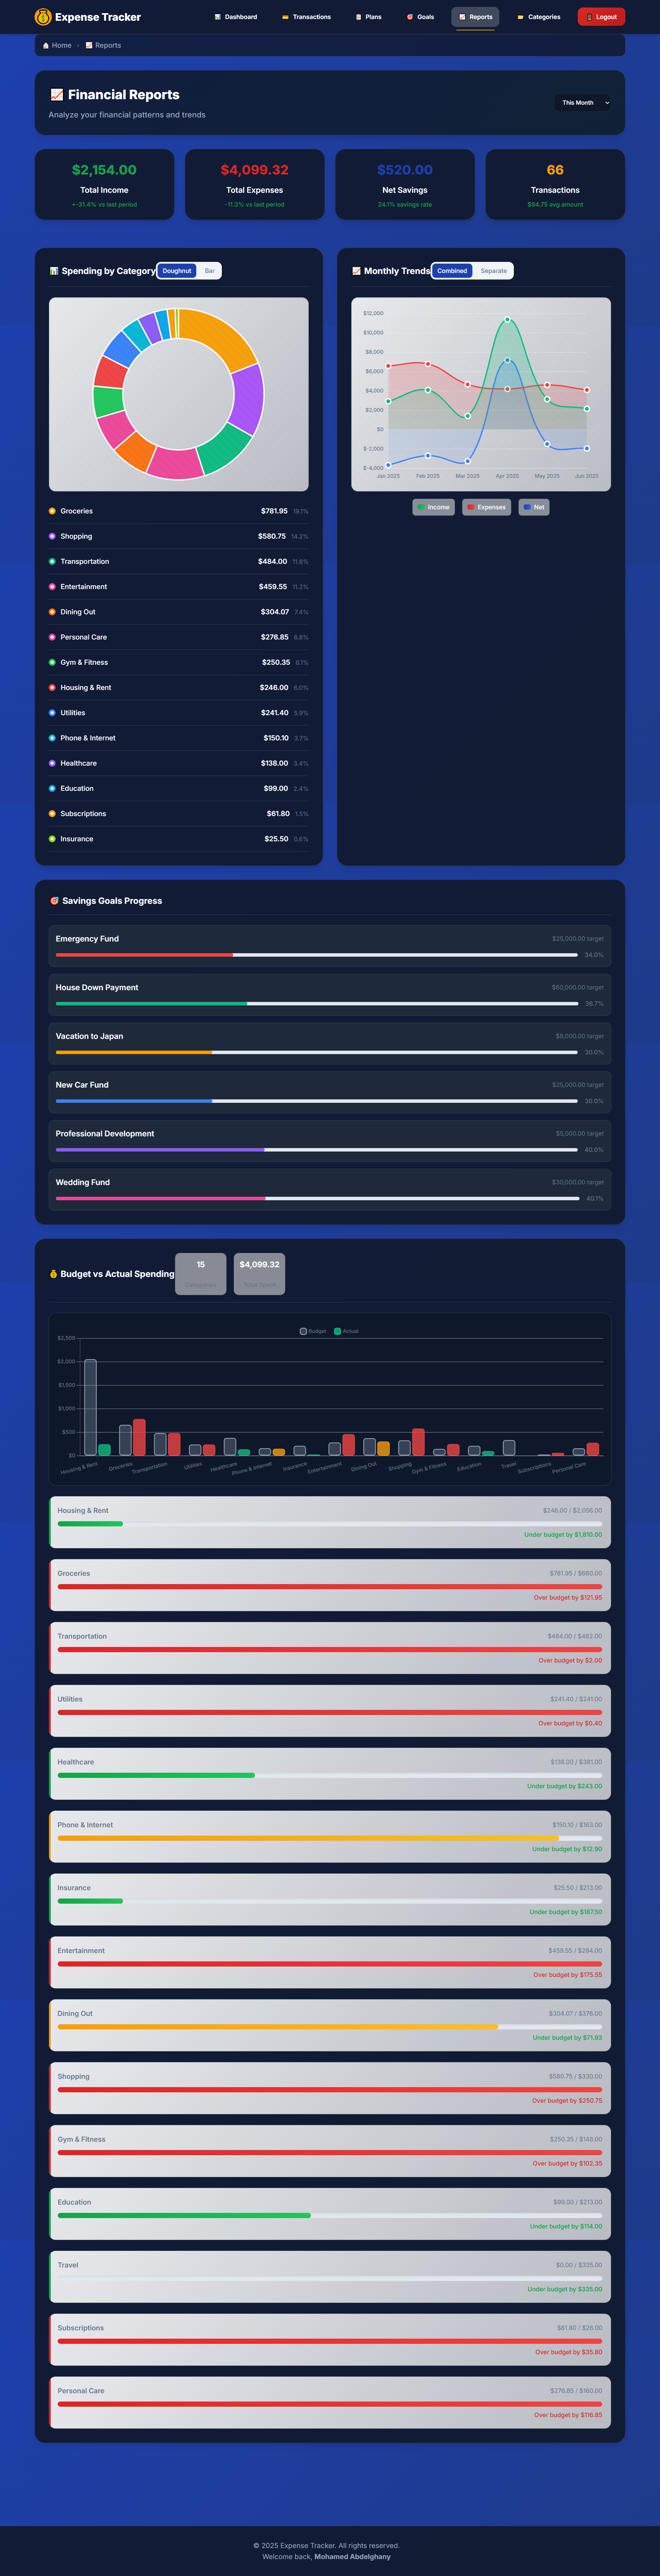 Expense Tracker
Dashboard
Transactions
Plans
Goals
Reports
Categories
Logout
Home › Reports
Financial Reports
Analyze your financial patterns and trends
This Month
$2,154.00
Total Income
+-31.4% vs last period
$4,099.32
Total Expenses
-11.3% vs last period
$520.00
Net Savings
24.1% savings rate
66
Transactions
$94.75 avg amount
Spending by Category
Doughnut
Bar
Groceries $781.95 19.1%
Shopping $580.75 14.2%
Transportation $484.00 11.8%
Entertainment $459.55 11.2%
Dining Out $304.07 7.4%
Personal Care $276.85 6.8%
Gym & Fitness $250.35 6.1%
Housing & Rent $246.00 6.0%
Utilities $241.40 5.9%
Phone & Internet $150.10 3.7%
Healthcare $138.00 3.4%
Education $99.00 2.4%
Subscriptions $61.80 1.5%
Insurance $25.50 0.6%
Monthly Trends
Combined
Separate
$12,000
$10,000
$8,000
$6,000
$4,000
$2,000
$0
$-2,000
$-4,000
Jan 2025 Feb 2025 Mar 2025 Apr 2025 May 2025 Jun 2025
Income
Expenses
Net
Savings Goals Progress
Emergency Fund $25,000.00 target
34.0%
House Down Payment $60,000.00 target
36.7%
Vacation to Japan $8,000.00 target
30.0%
New Car Fund $25,000.00 target
30.0%
Professional Development $5,000.00 target
40.0%
Wedding Fund $30,000.00 target
40.1%
Budget vs Actual Spending
15
Categories
$4,099.32
Total Spent
Budget Actual
$2,500
$2,000
$1,500
$1,000
$500
$0
Housing & Rent Groceries Transportation Utilities Healthcare Phone & Internet Insurance Entertainment Dining Out Shopping Gym & Fitness Education Travel Subscriptions Personal Care
Housing & Rent $246.00 / $2,056.00
Under budget by $1,810.00
Groceries $781.95 / $660.00
Over budget by $121.95
Transportation $484.00 / $482.00
Over budget by $2.00
Utilities $241.40 / $241.00
Over budget by $0.40
Healthcare $138.00 / $381.00
Under budget by $243.00
Phone & Internet $150.10 / $163.00
Under budget by $12.90
Insurance $25.50 / $213.00
Under budget by $187.50
Entertainment $459.55 / $284.00
Over budget by $175.55
Dining Out $304.07 / $376.00
Under budget by $71.93
Shopping $580.75 / $330.00
Over budget by $250.75
Gym & Fitness $250.35 / $148.00
Over budget by $102.35
Education $99.00 / $213.00
Under budget by $114.00
Travel $0.00 / $335.00
Under budget by $335.00
Subscriptions $61.80 / $26.00
Over budget by $35.80
Personal Care $276.85 / $160.00
Over budget by $116.85
© 2025 Expense Tracker. All rights reserved.
Welcome back, Mohamed Abdelghany